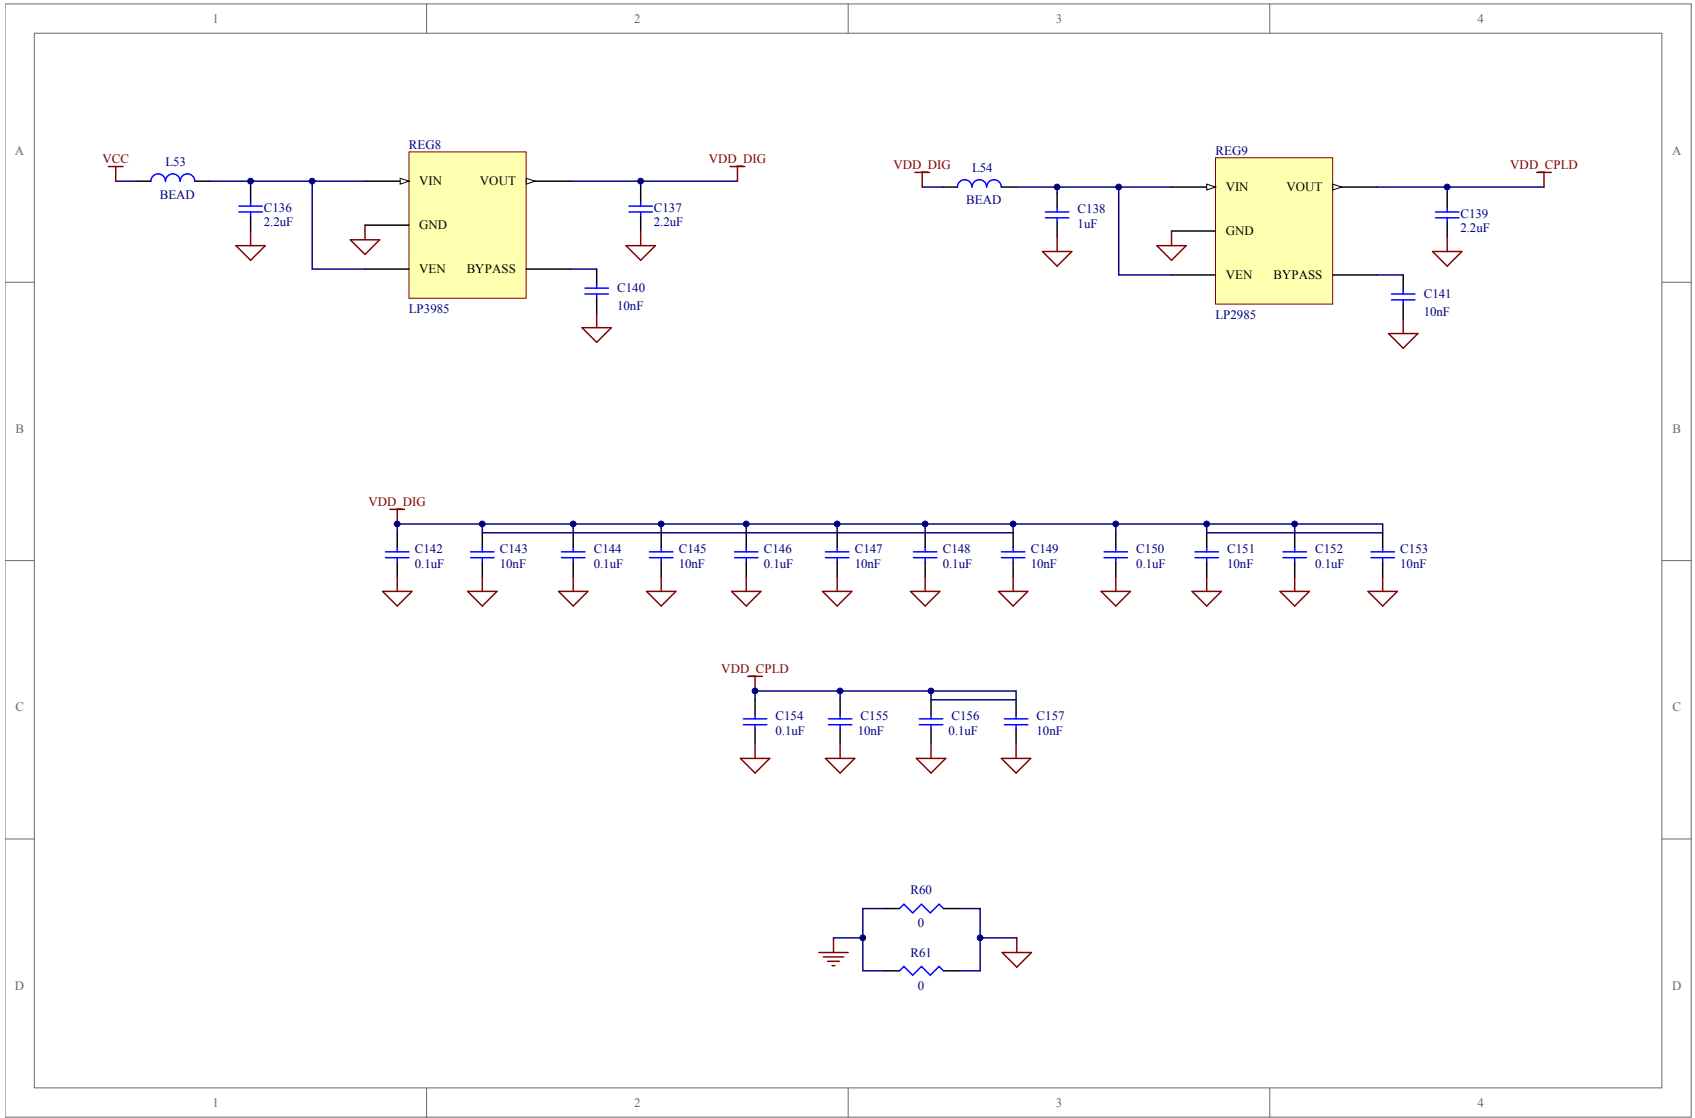 1 2 3 4
A A
REG8
VCC L53 VDD_DIG
BEAD
VIN VOUT
C136
2.2uF
C137
2.2uF
GND
VEN BYPASS
C140
10nF
LP3985
REG9
VDD_DIG L54 VDD_CPLD
BEAD
VIN VOUT
C138
1uF
C139
2.2uF
GND
VEN BYPASS
C141
10nF
LP2985
B B
VDD_DIG
C142 C143 C144 C145 C146 C147 C148 C149 C150 C151 C152 C153
0.1uF 10nF 0.1uF 10nF 0.1uF 10nF 0.1uF 10nF 0.1uF 10nF 0.1uF 10nF
VDD_CPLD
C C
C154 C155 C156 C157
0.1uF 10nF 0.1uF 10nF
R60
0
R61
0
D D
1 2 3 4